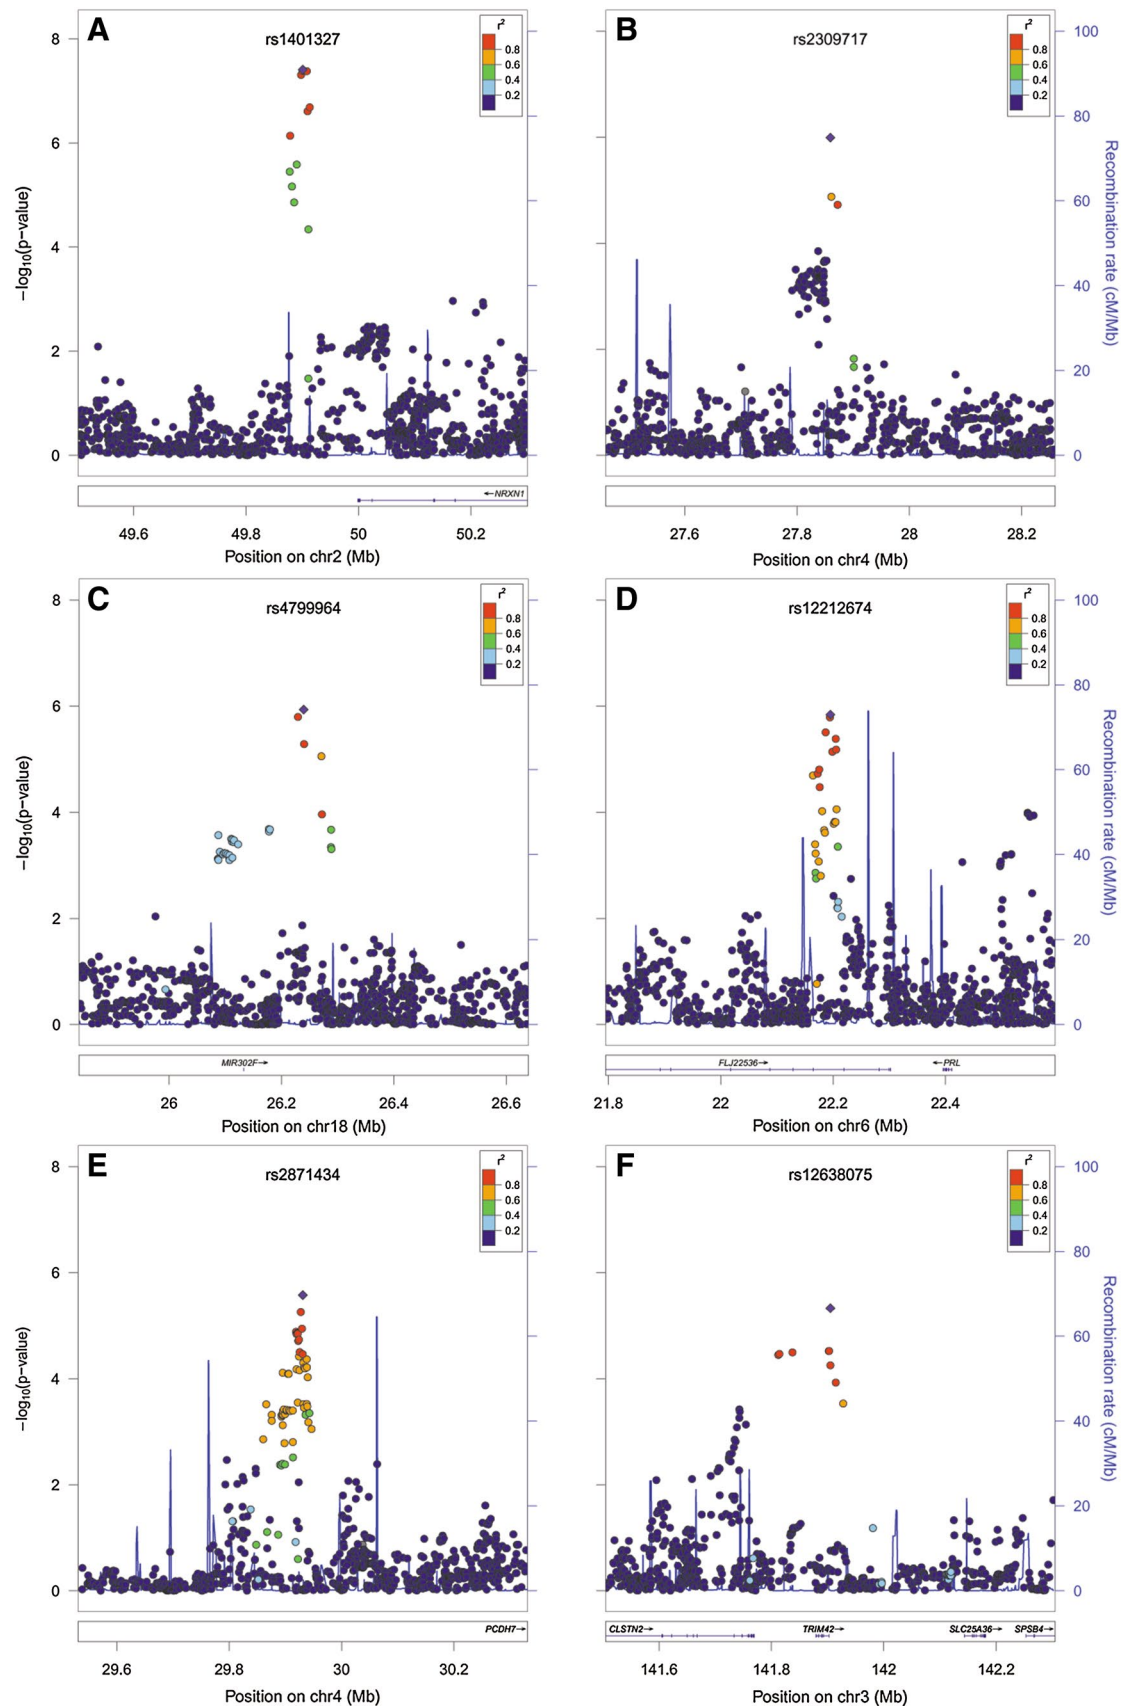 A
rs1401327
r2
0.8
0.6
0.4
0.2
8
6
4
2
0
−log10(p−value)
←NRXN1
49.6 49.8 50 50.2
Position on chr2 (Mb)
B
rs2309717
r2
0.8
0.6
0.4
0.2
100
80
60
40
20
0
Recombination rate (cM/Mb)
27.6 27.8 28 28.2
Position on chr4 (Mb)
C
rs4799964
r2
0.8
0.6
0.4
0.2
8
6
4
2
0
−log10(p−value)
MIR302F→
26 26.2 26.4 26.6
Position on chr18 (Mb)
D
rs12212674
r2
0.8
0.6
0.4
0.2
100
80
60
40
20
0
Recombination rate (cM/Mb)
FLJ22536→ ←PRL
21.8 22 22.2 22.4
Position on chr6 (Mb)
E
rs2871434
r2
0.8
0.6
0.4
0.2
8
6
4
2
0
−log10(p−value)
PCDH7→
29.6 29.8 30 30.2
Position on chr4 (Mb)
F
rs12638075
r2
0.8
0.6
0.4
0.2
100
80
60
40
20
0
Recombination rate (cM/Mb)
CLSTN2→ TRIM42→ SLC25A36→ SPSB4→
141.6 141.8 142 142.2
Position on chr3 (Mb)